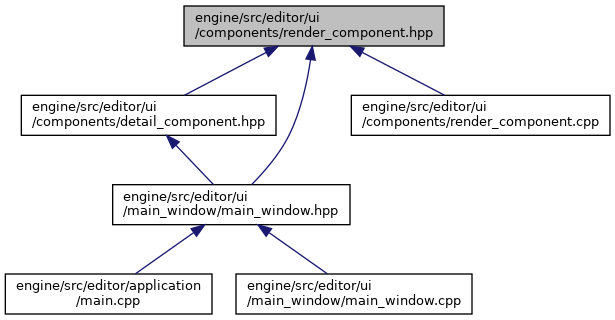 engine/src/editor/ui
/components/render_component.hpp
engine/src/editor/ui
/components/detail_component.hpp
engine/src/editor/ui
/components/render_component.cpp
engine/src/editor/ui
/main_window/main_window.hpp
engine/src/editor/application
/main.cpp
engine/src/editor/ui
/main_window/main_window.cpp